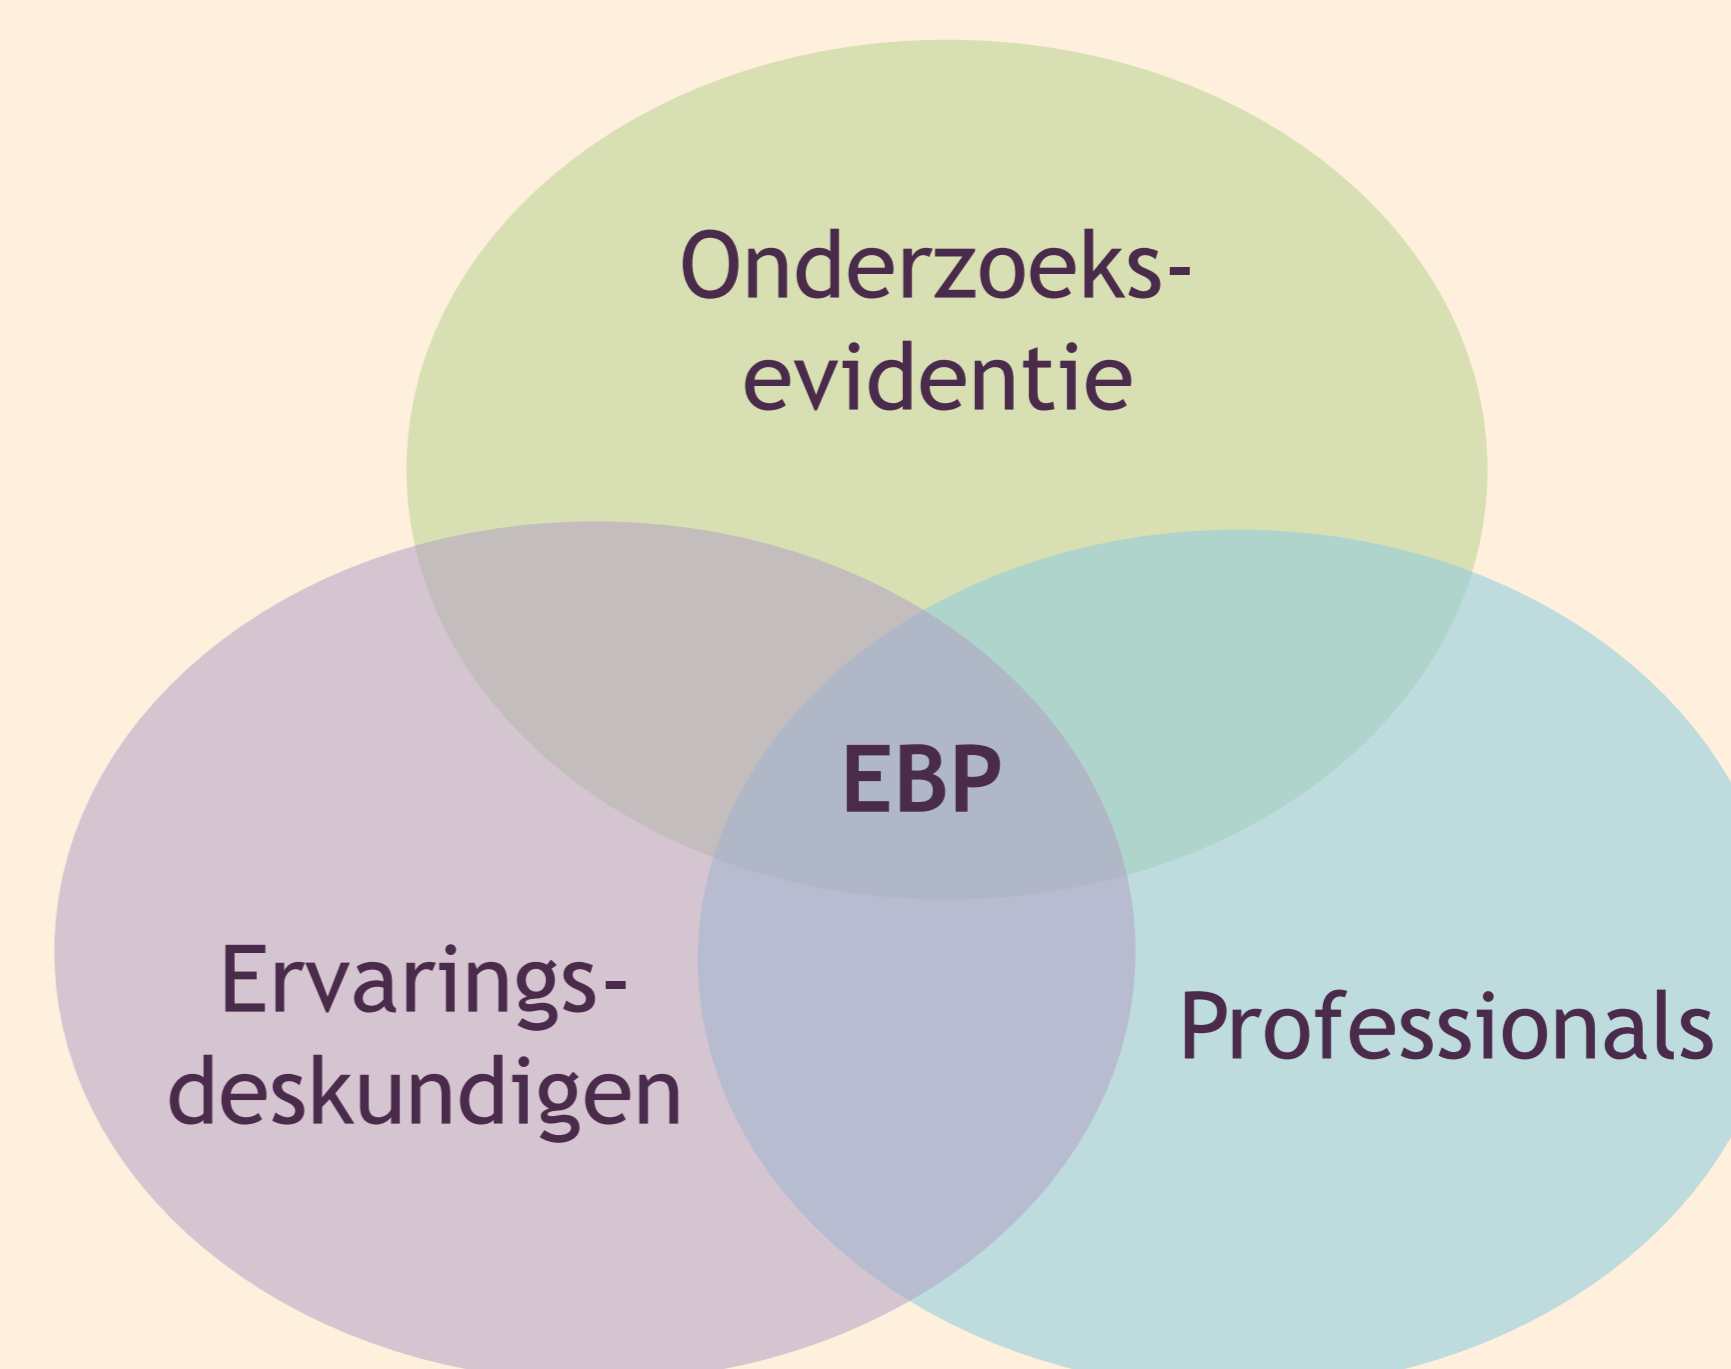 Onderzoeks-
evidentie
EBP
Ervarings-
deskundigen
Professionals